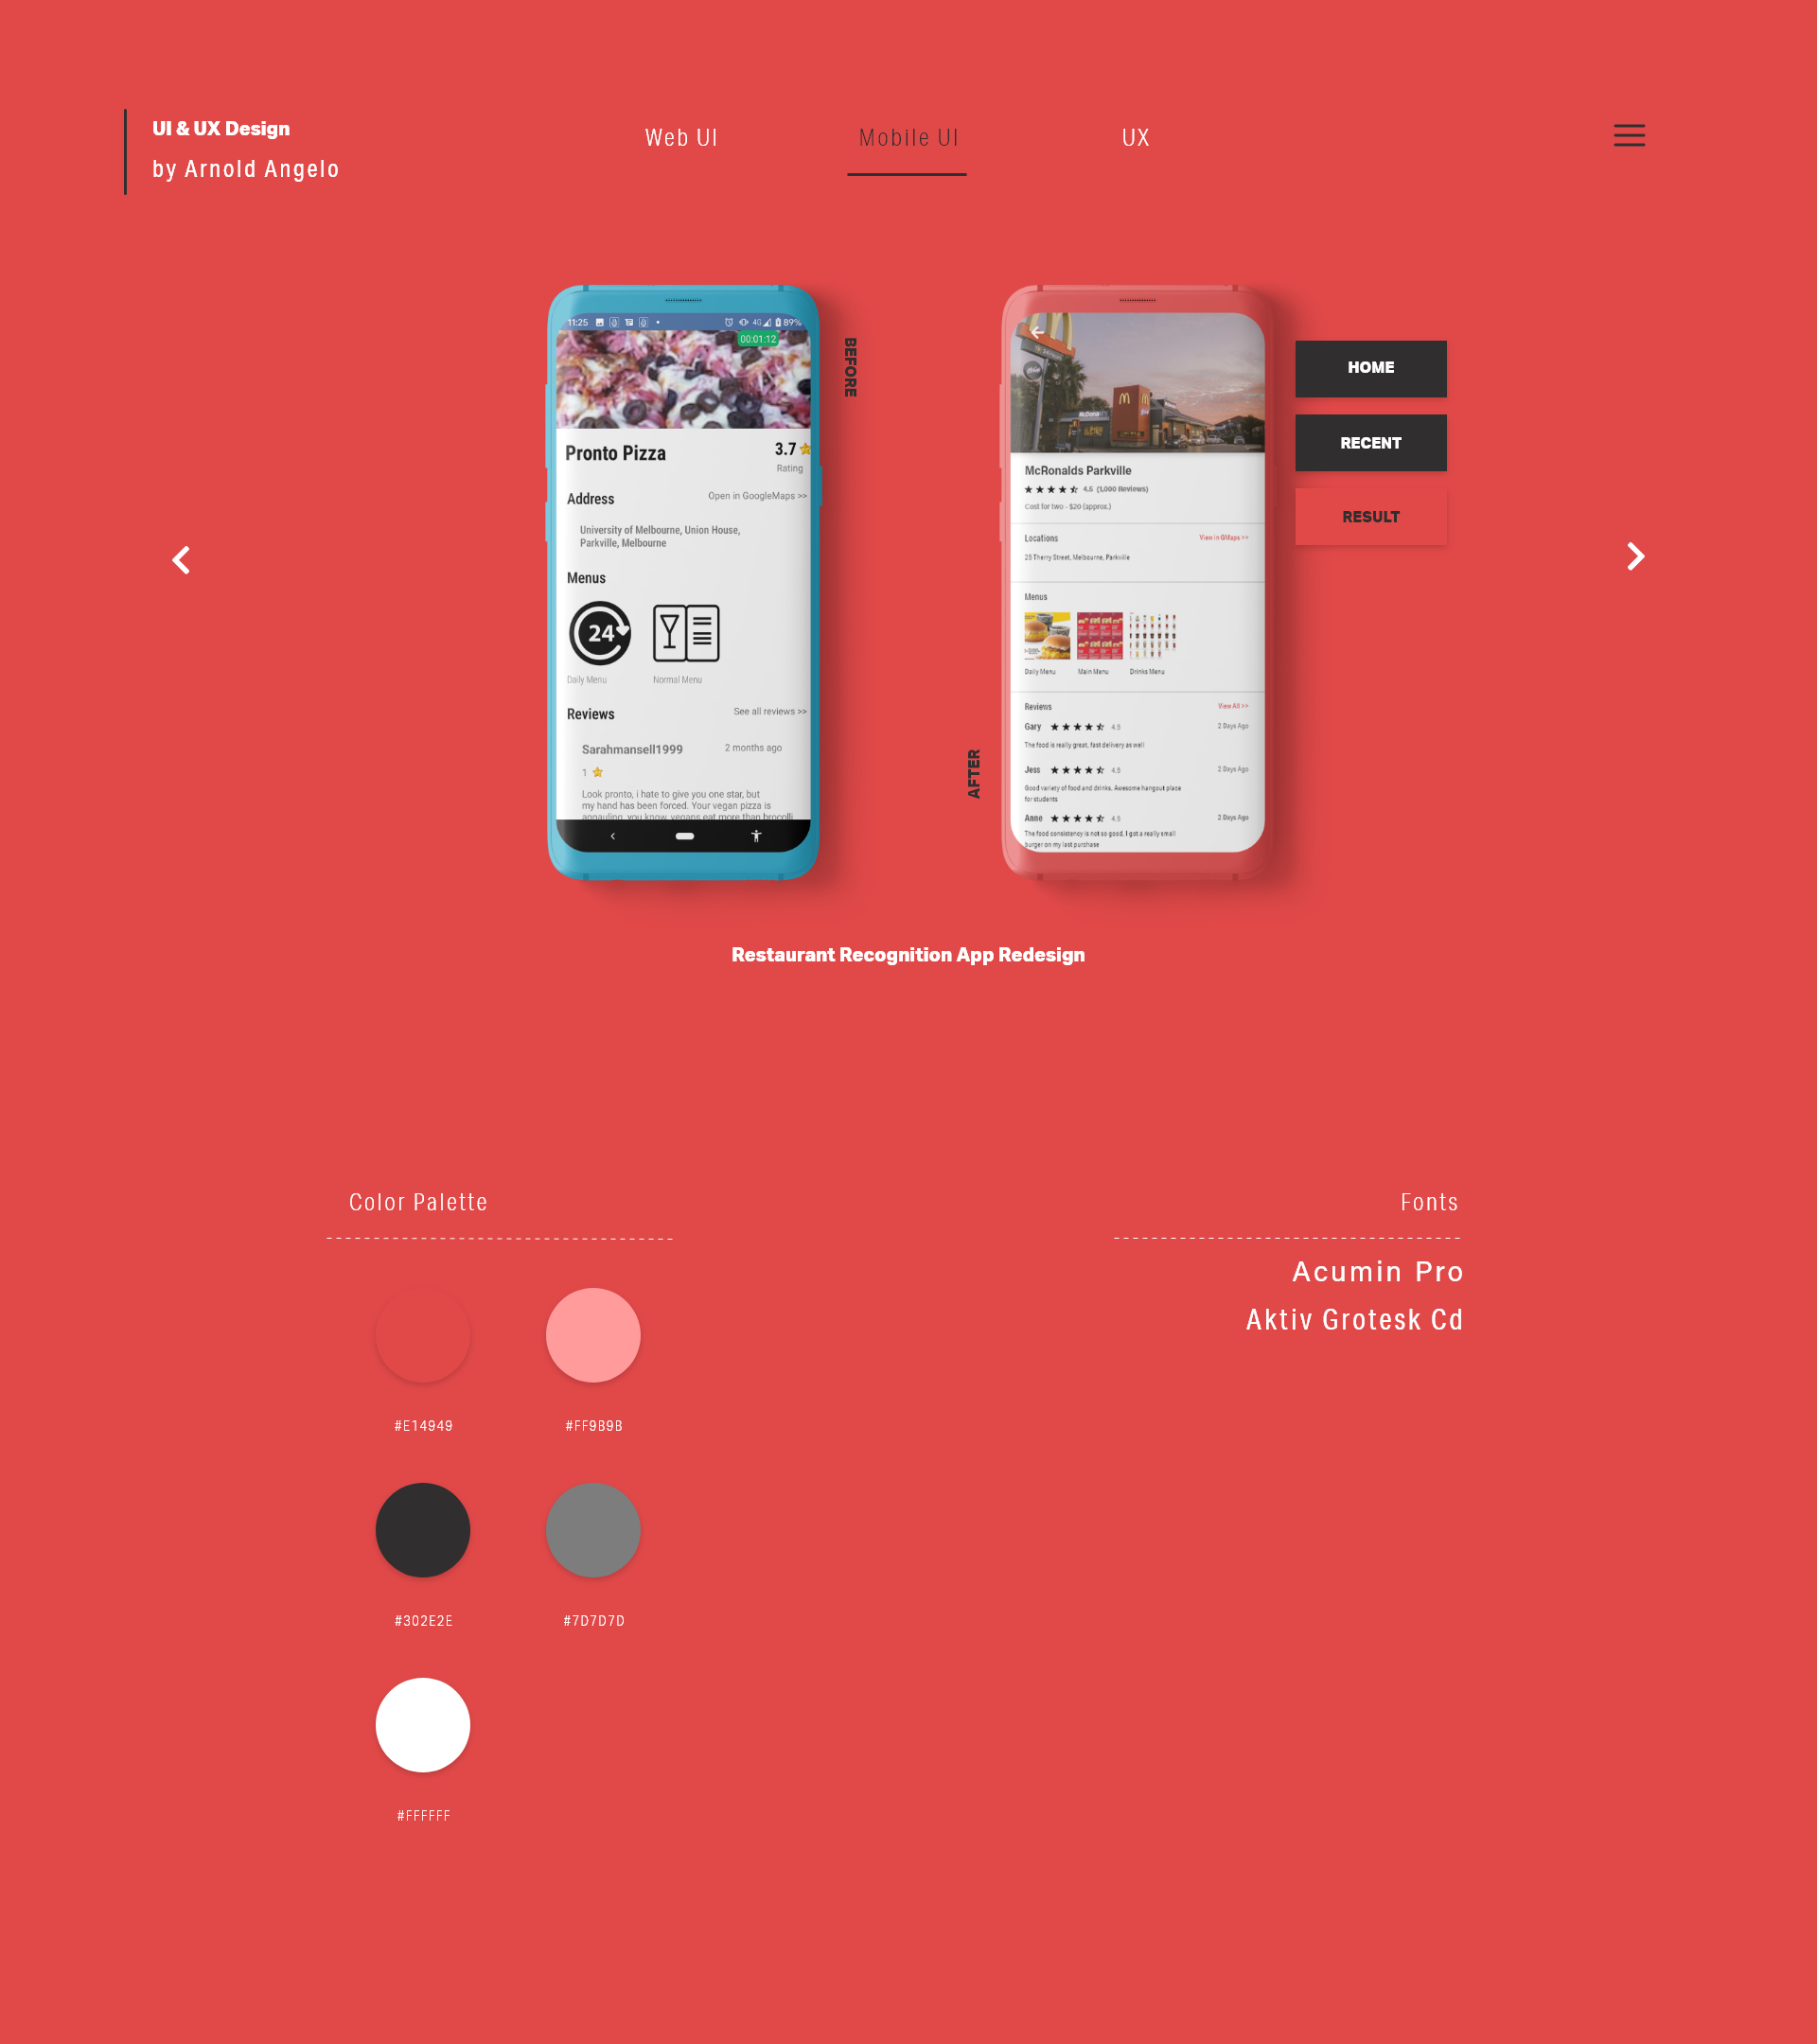 UI & UX Design
by Arnold Angelo
Web UI
Mobile UI
UX
11:25
4G
89%
00:01:12
Pronto Pizza
3.7
Rating
Address
Open in GoogleMaps >>
University of Melbourne, Union House,
Parkville, Melbourne
Menus
24
Daily Menu
Normal Menu
Reviews
See all reviews >>
Sarahmansell1999
2 months ago
1
Look pronto, i hate to give you one star, but
my hand has been forced. Your vegan pizza is
appauling, you know, vegans eat more than brocolli
BEFORE
AFTER
McRonalds Parkville
4.5 (1,000 Reviews)
Cost for two - $20 (approx.)
Locations
View in GMaps >>
25 Therry Street, Melbourne, Parkville
Menus
Daily Menu
Main Menu
Drinks Menu
Reviews
View All >>
Gary
4.5
2 Days Ago
The food is really great, fast delivery as well
Jess
4.5
2 Days Ago
Good variety of food and drinks. Awesome hangout place
for students
Anne
4.5
2 Days Ago
The food consistency is not so good, I got a really small
burger on my last purchase
HOME
RECENT
RESULT
Restaurant Recognition App Redesign
Color Palette
#E14949
#FF9B9B
#302E2E
#7D7D7D
#FFFFFF
Fonts
Acumin Pro
Aktiv Grotesk Cd